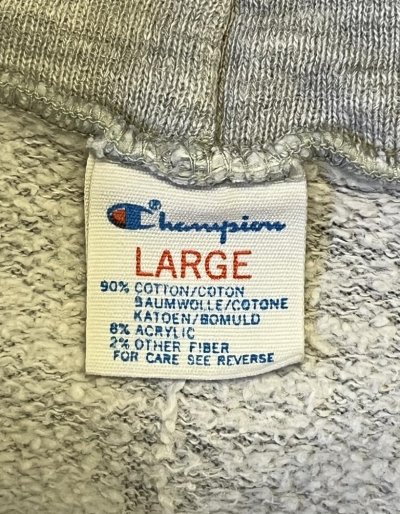 Champion
LARGE
90% COTTON/COTON
BAUMWOLLE/COTONE
KATOEN/BOMULD
8% ACRYLIC
2% OTHER FIBER
FOR CARE SEE REVERSE